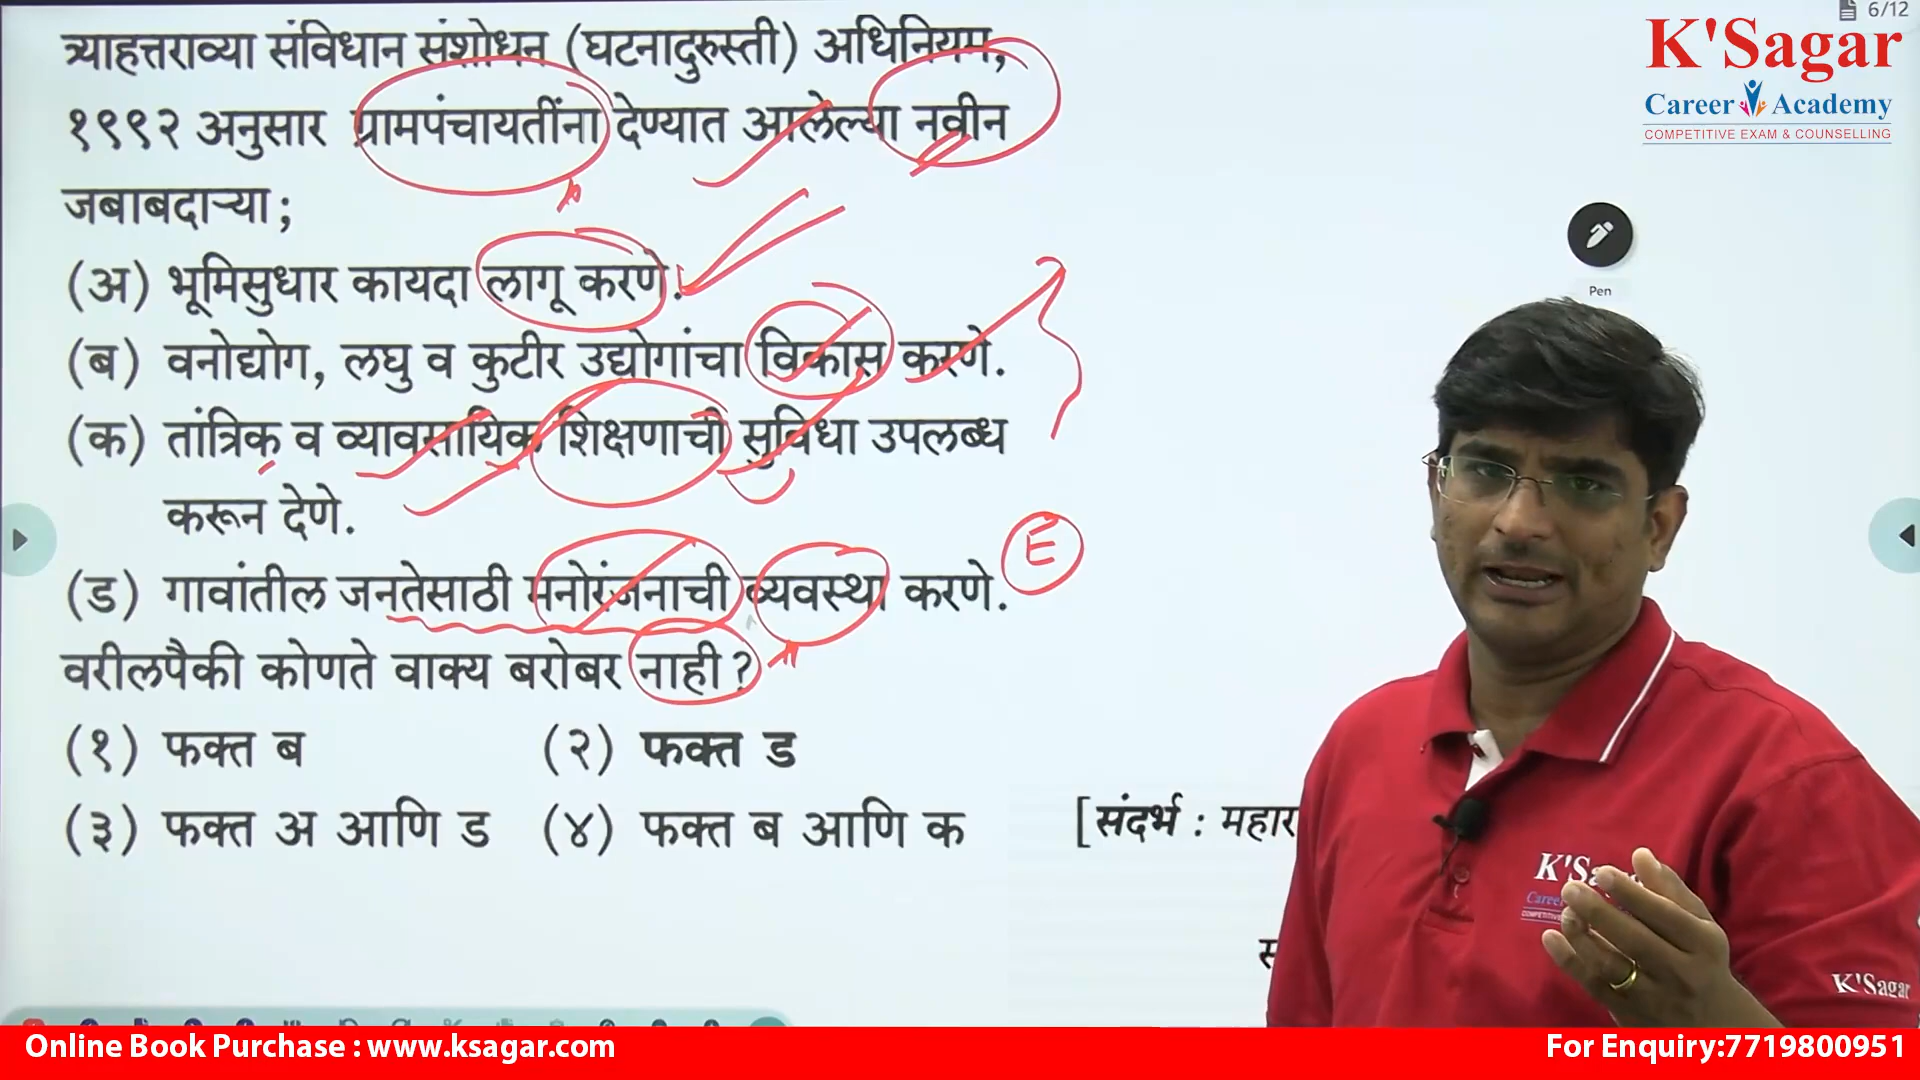 6/12
K'Sagar
Career Academy
COMPETITIVE EXAM & COUNSELLING
त्र्याहत्तराव्या संविधान संशोधन (घटनादुरुस्ती) अधिनियम,
१९९२ अनुसार ग्रामपंचायतींना देण्यात आलेल्या नवीन
जबाबदाऱ्या;
(अ) भूमिसुधार कायदा लागू करणे.
(ब) वनोद्योग, लघु व कुटीर उद्योगांचा विकास करणे.
(क) तांत्रिक व व्यावसायिक शिक्षणाची सुविधा उपलब्ध
करून देणे.
(ड) गावांतील जनतेसाठी मनोरंजनाची व्यवस्था करणे.
E
वरीलपैकी कोणते वाक्य बरोबर नाही?
(१) फक्त ब (२) फक्त ड
(३) फक्त अ आणि ड (४) फक्त ब आणि क
[संदर्भ :
Pen
K'Sagar
Online Book Purchase : www.ksagar.com
For Enquiry:7719800951